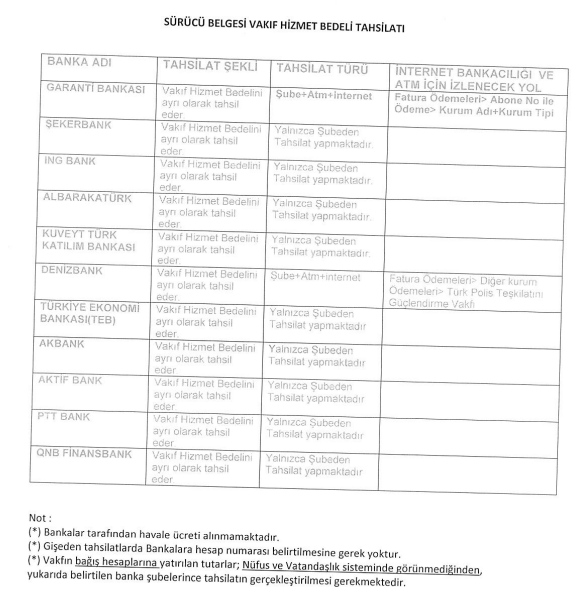 SÜRÜCÜ BELGESİ VAKIF HİZMET BEDELİ TAHSİLATI
BANKA ADI
TAHSİLAT ŞEKLİ
TAHSİLAT TÜRÜ
İNTERNET BANKACILIĞI VE
ATM İÇİN İZLENECEK YOL
GARANTİ BANKASI
Vakıf Hizmet Bedelini
ayrı olarak tahsil
eder.
Şube+Atm+İnternet
Fatura Ödemeleri> Abone No ile
Ödeme> Kurum Adı+Kurum Tipi
ŞEKERBANK
Vakıf Hizmet Bedelini
ayrı olarak tahsil
eder.
Yalnızca Şubeden
Tahsilat yapmaktadır.
ING BANK
Vakıf Hizmet Bedelini
ayrı olarak tahsil
eder.
Yalnızca Şubeden
Tahsilat yapmaktadır.
ALBARAKATÜRK
Vakıf Hizmet Bedelini
ayrı olarak tahsil
eder.
Yalnızca Şubeden
Tahsilat yapmaktadır.
KUVEYT TÜRK
KATILIM BANKASI
Vakıf Hizmet Bedelini
ayrı olarak tahsil
eder.
Yalnızca Şubeden
Tahsilat yapmaktadır.
DENİZBANK
Vakıf Hizmet Bedelini
ayrı olarak tahsil
eder.
Şube+Atm+internet
Fatura Ödemeleri> Diğer kurum
Ödemeleri> Türk Polis Teşkilatını
Güçlendirme Vakfı
TÜRKİYE EKONOMİ
BANKASI(TEB)
Vakıf Hizmet Bedelini
ayrı olarak tahsil
eder.
Yalnızca Şubeden
Tahsilat yapmaktadır
AKBANK
Vakıf Hizmet Bedelini
ayrı olarak tahsil
eder.
Yalnızca Şubeden
Tahsilat yapmaktadır
AKTİF BANK
Vakıf Hizmet Bedelini
ayrı olarak tahsil
eder
Yalnızca Şubeden
Tahsilat yapmaktadır
PTT BANK
Vakıf Hizmet Bedelini
ayrı olarak tahsil
eder
Yalnızca Şubeden
Tahsilat yapmaktadır
QNB FİNANSBANK
Vakıf Hizmet Bedelini
ayrı olarak tahsil
eder
Yalnızca Şubeden
Tahsilat yapmaktadır
Not :
(*) Bankalar tarafından havale ücreti alınmamaktadır.
(*) Gişeden tahsilatlarda Bankalara hesap numarası belirtilmesine gerek yoktur.
(*) Vakfın bağış hesaplarına yatırılan tutarlar; Nüfus ve Vatandaşlık sisteminde görünmediğinden,
yukarıda belirtilen banka şubelerince tahsilatın gerçekleştirilmesi gerekmektedir.